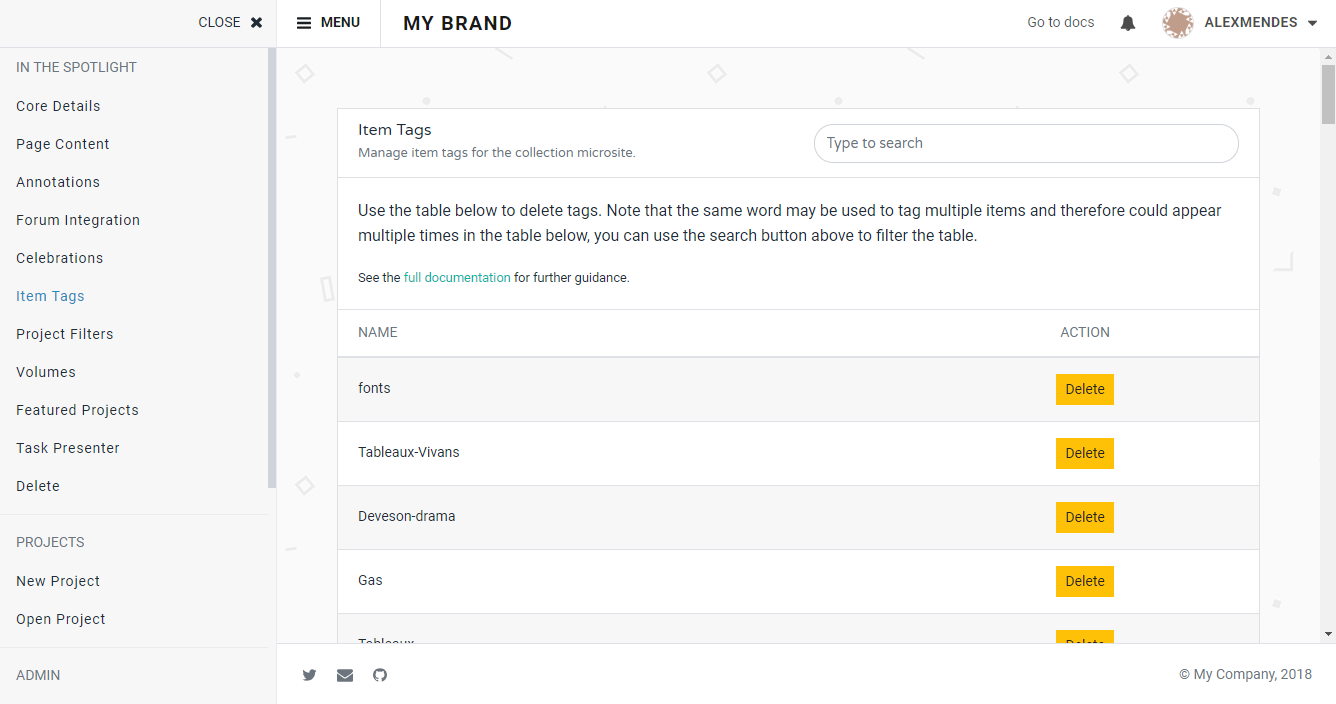 CLOSE
MENU
MY BRAND
Go to docs
ALEXMENDES
IN THE SPOTLIGHT
Core Details
Page Content
Annotations
Forum Integration
Celebrations
Item Tags
Project Filters
Volumes
Featured Projects
Task Presenter
Delete
PROJECTS
New Project
Open Project
ADMIN
Item Tags
Manage item tags for the collection microsite.
Type to search
Use the table below to delete tags. Note that the same word may be used to tag multiple items and therefore could appear
multiple times in the table below, you can use the search button above to filter the table.
See the full documentation for further guidance.
NAME ACTION
fonts Delete
Tableaux-Vivans Delete
Deveson-drama Delete
Gas Delete
Tableaux Delete
© My Company, 2018